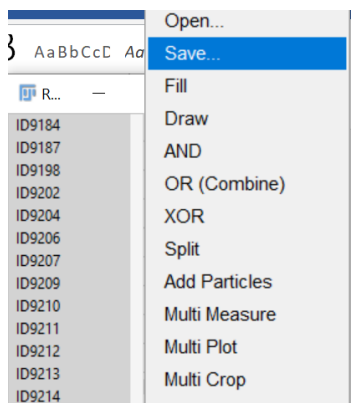 AaBbCcD Aa
R...
ID9184
ID9187
ID9198
ID9202
ID9204
ID9206
ID9207
ID9209
ID9210
ID9211
ID9212
ID9213
ID9214
Open...
Save...
Fill
Draw
AND
OR (Combine)
XOR
Split
Add Particles
Multi Measure
Multi Plot
Multi Crop